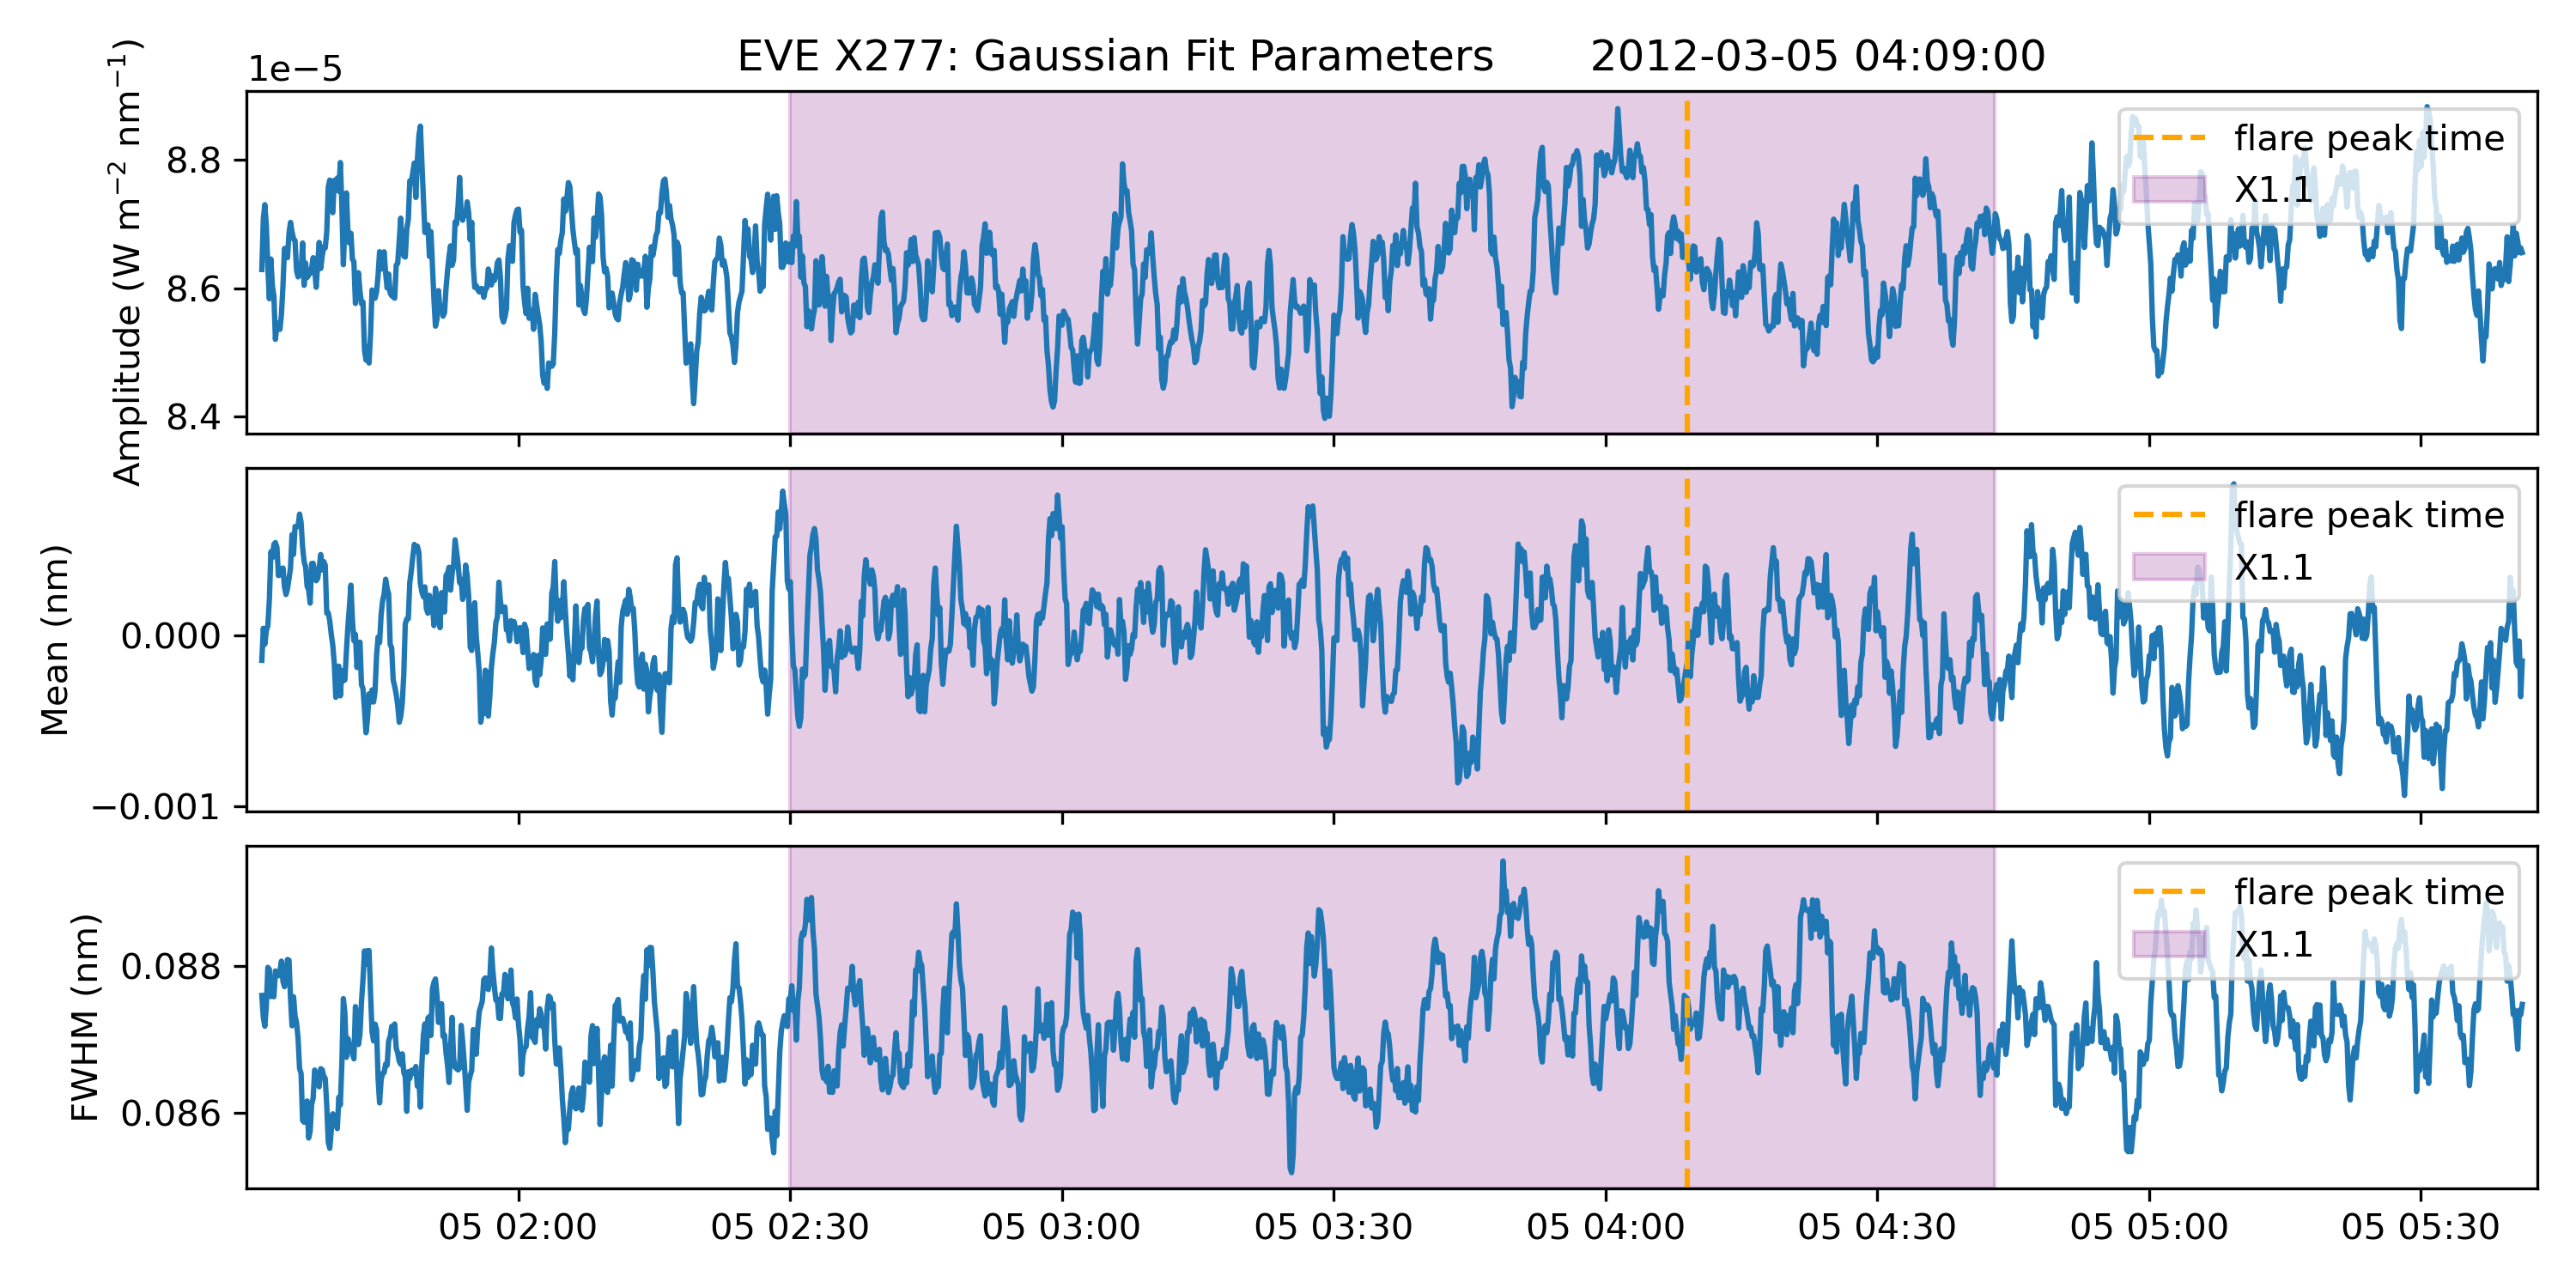 EVE X277: Gaussian Fit Parameters 2012-03-05 04:09:00
1e−5
Amplitude (W m⁻² nm⁻¹)
8.8
8.6
8.4
flare peak time
X1.1
Mean (nm)
0.000
−0.001
flare peak time
X1.1
FWHM (nm)
0.088
0.086
flare peak time
X1.1
05 02:00 05 02:30 05 03:00 05 03:30 05 04:00 05 04:30 05 05:00 05 05:30